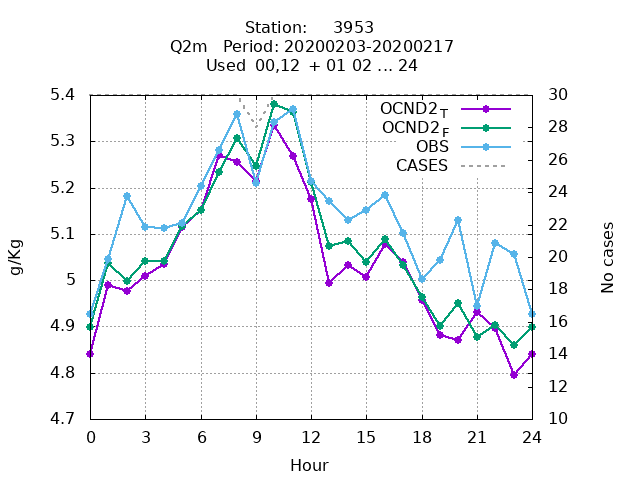 Station:     3953
Q2m   Period: 20200203-20200217
Used  00,12  + 01 02 ... 24
5.4
5.3
5.2
5.1
5
4.9
4.8
4.7
g/Kg
OCND2T
OCND2F
OBS
CASES
30
28
26
24
22
20
18
16
14
12
10
No cases
0 3 6 9 12 15 18 21 24
Hour